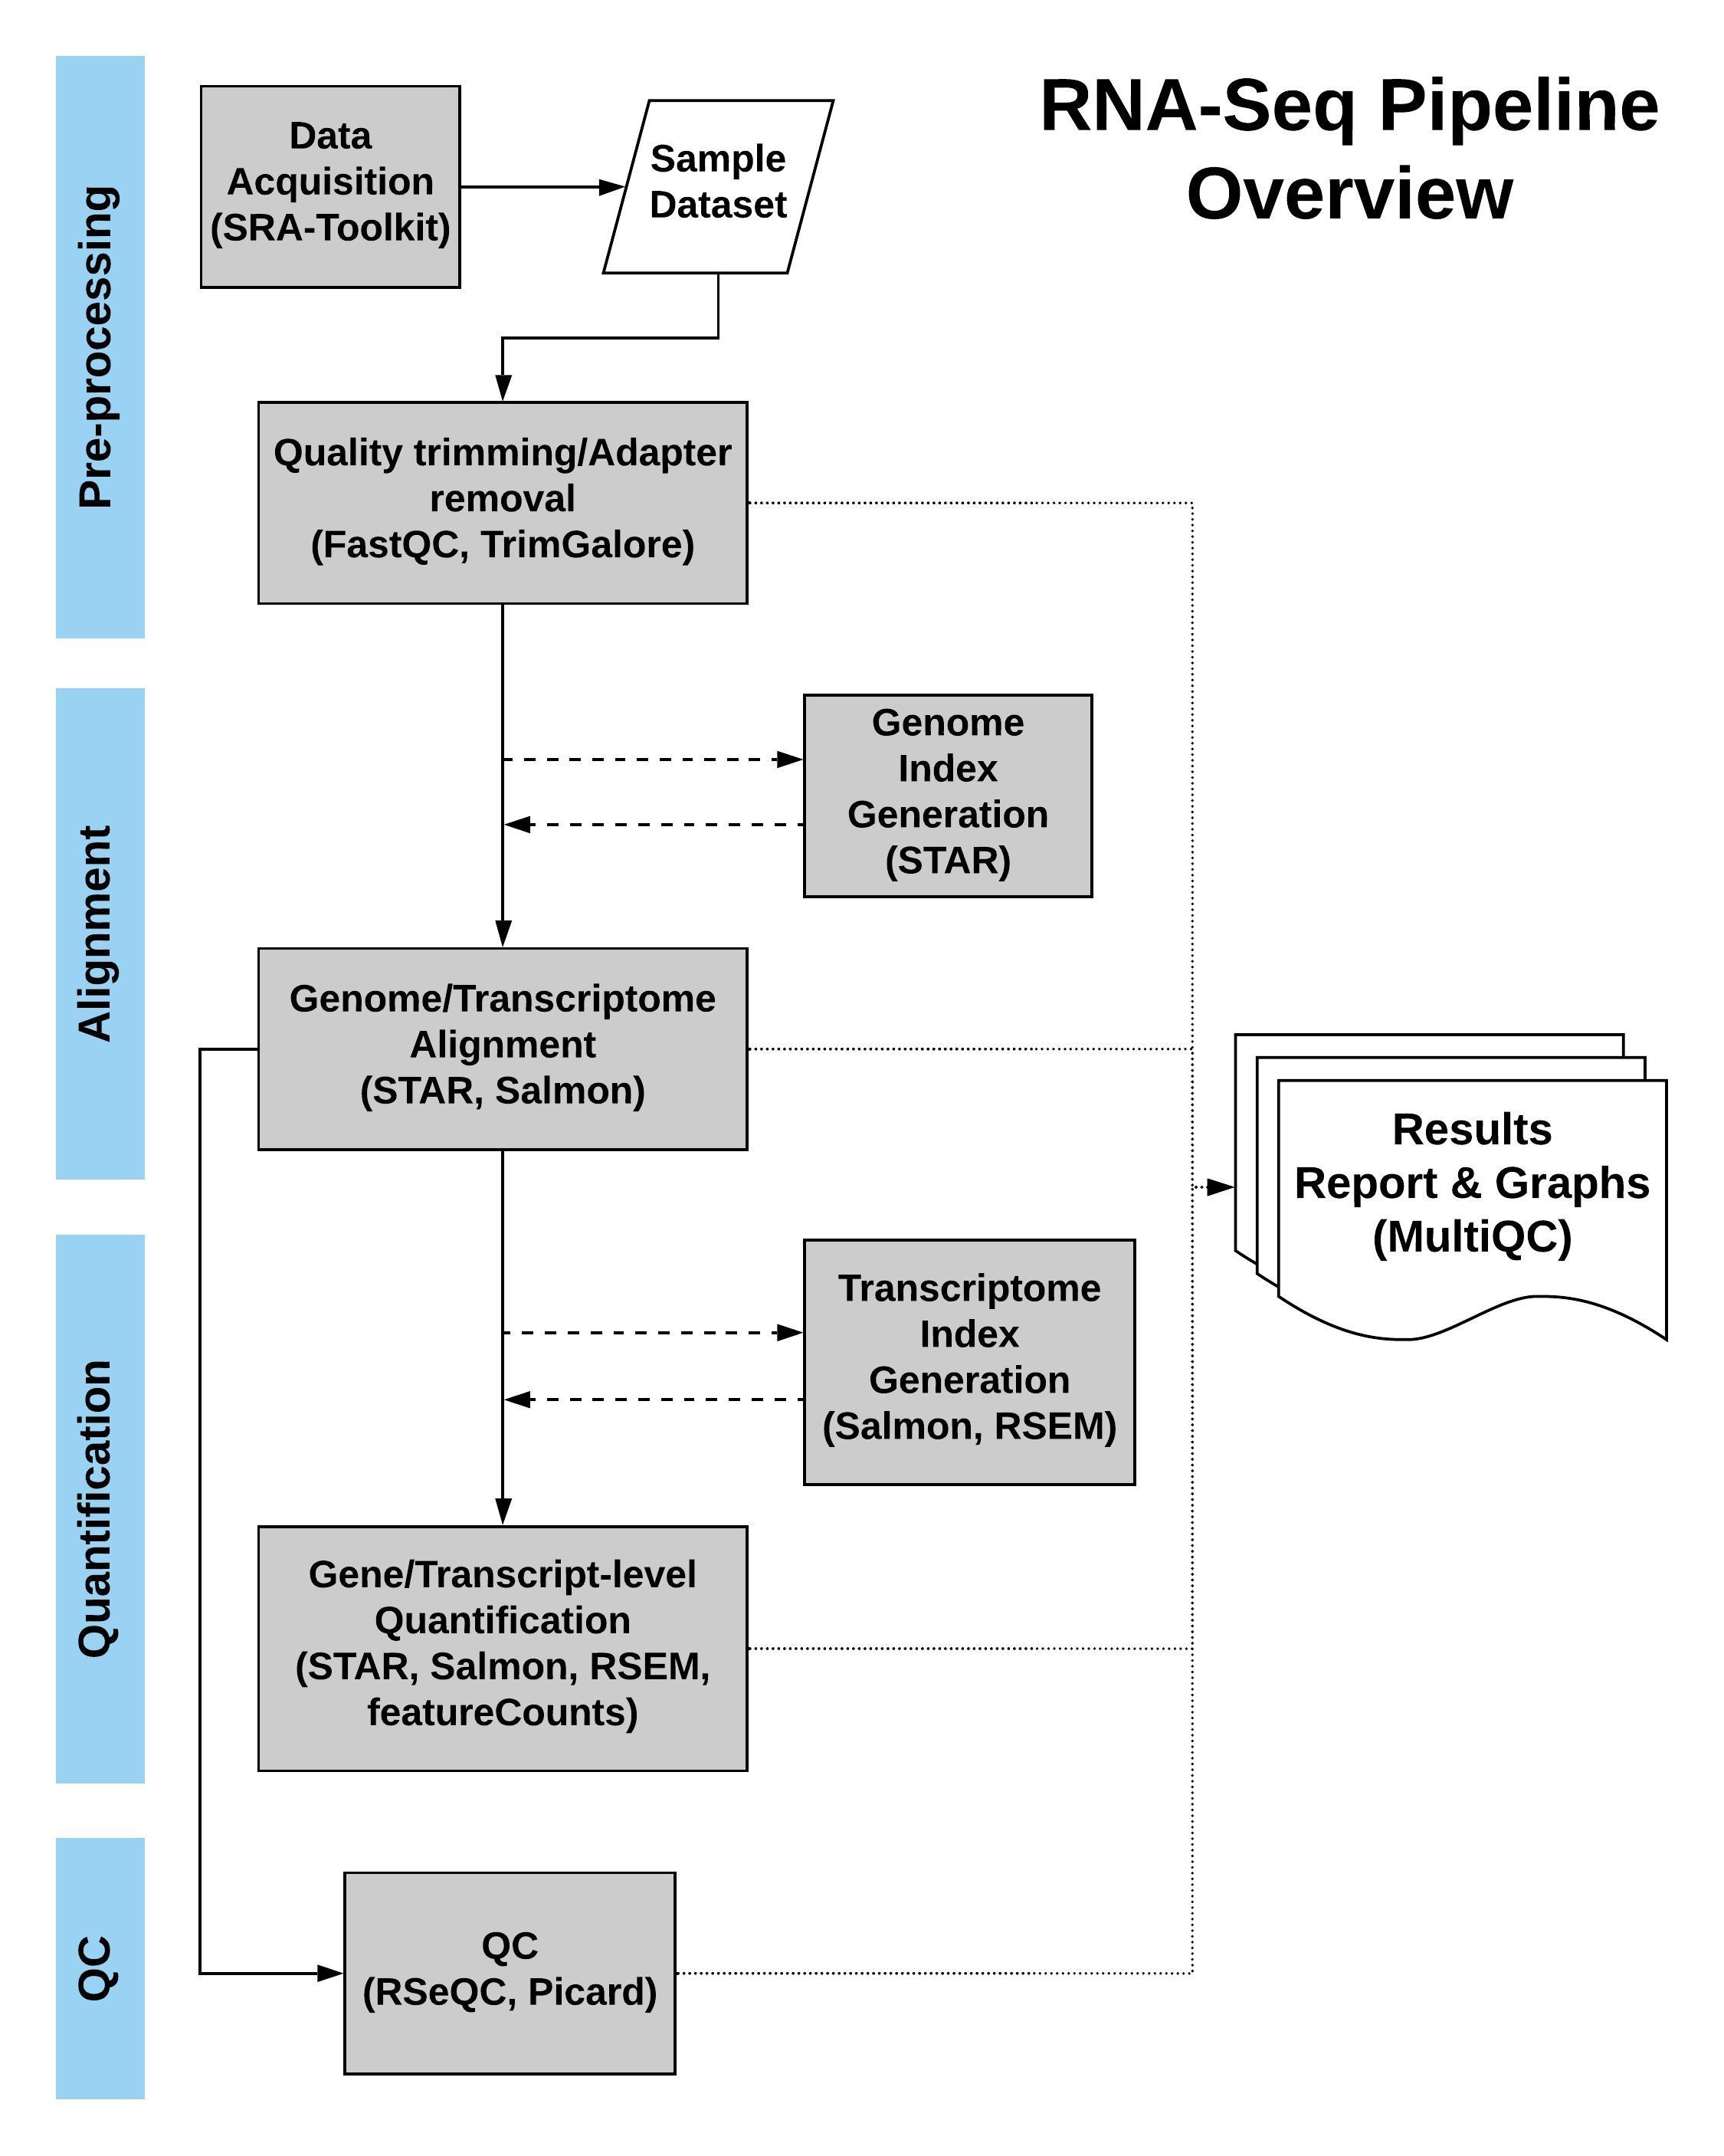 RNA-Seq Pipeline
Overview
Pre-processing
Data
Acquisition
(SRA-Toolkit)
Sample
Dataset
Quality trimming/Adapter
removal
(FastQC, TrimGalore)
Alignment
Genome
Index
Generation
(STAR)
Genome/Transcriptome
Alignment
(STAR, Salmon)
Results
Report & Graphs
(MultiQC)
Quantification
Transcriptome
Index
Generation
(Salmon, RSEM)
Gene/Transcript-level
Quantification
(STAR, Salmon, RSEM,
featureCounts)
QC
QC
(RSeQC, Picard)